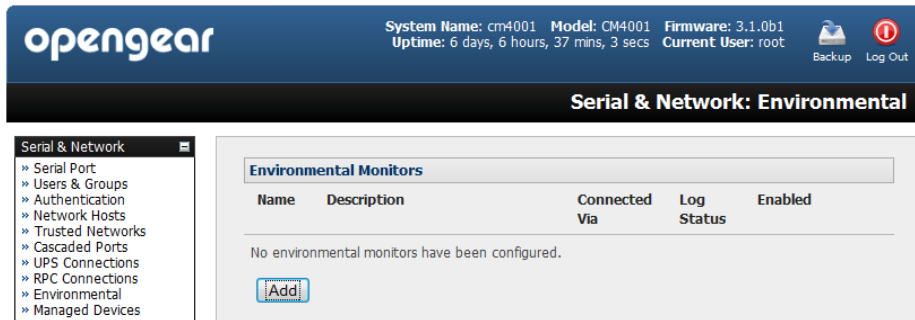 opengear
System Name: cm4001 Model: CM4001 Firmware: 3.1.0b1
Uptime: 6 days, 6 hours, 37 mins, 3 secs Current User: root
Backup Log Out
Serial & Network: Environmental
Serial & Network
» Serial Port
» Users & Groups
» Authentication
» Network Hosts
» Trusted Networks
» Cascaded Ports
» UPS Connections
» RPC Connections
» Environmental
» Managed Devices
Environmental Monitors
Name Description Connected Via Log Status Enabled
No environmental monitors have been configured.
Add